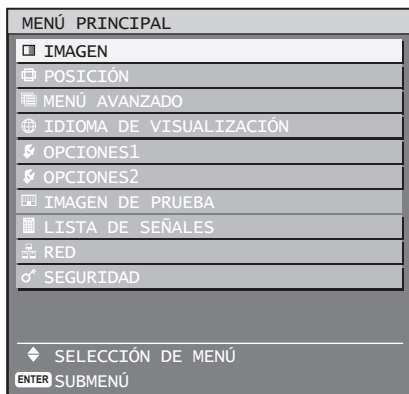 MENÚ PRINCIPAL
IMAGEN
POSICIÓN
MENÚ AVANZADO
IDIOMA DE VISUALIZACIÓN
OPCIONES1
OPCIONES2
IMAGEN DE PRUEBA
LISTA DE SEÑALES
RED
SEGURIDAD
SELECCIÓN DE MENÚ
ENTER SUBMENÚ